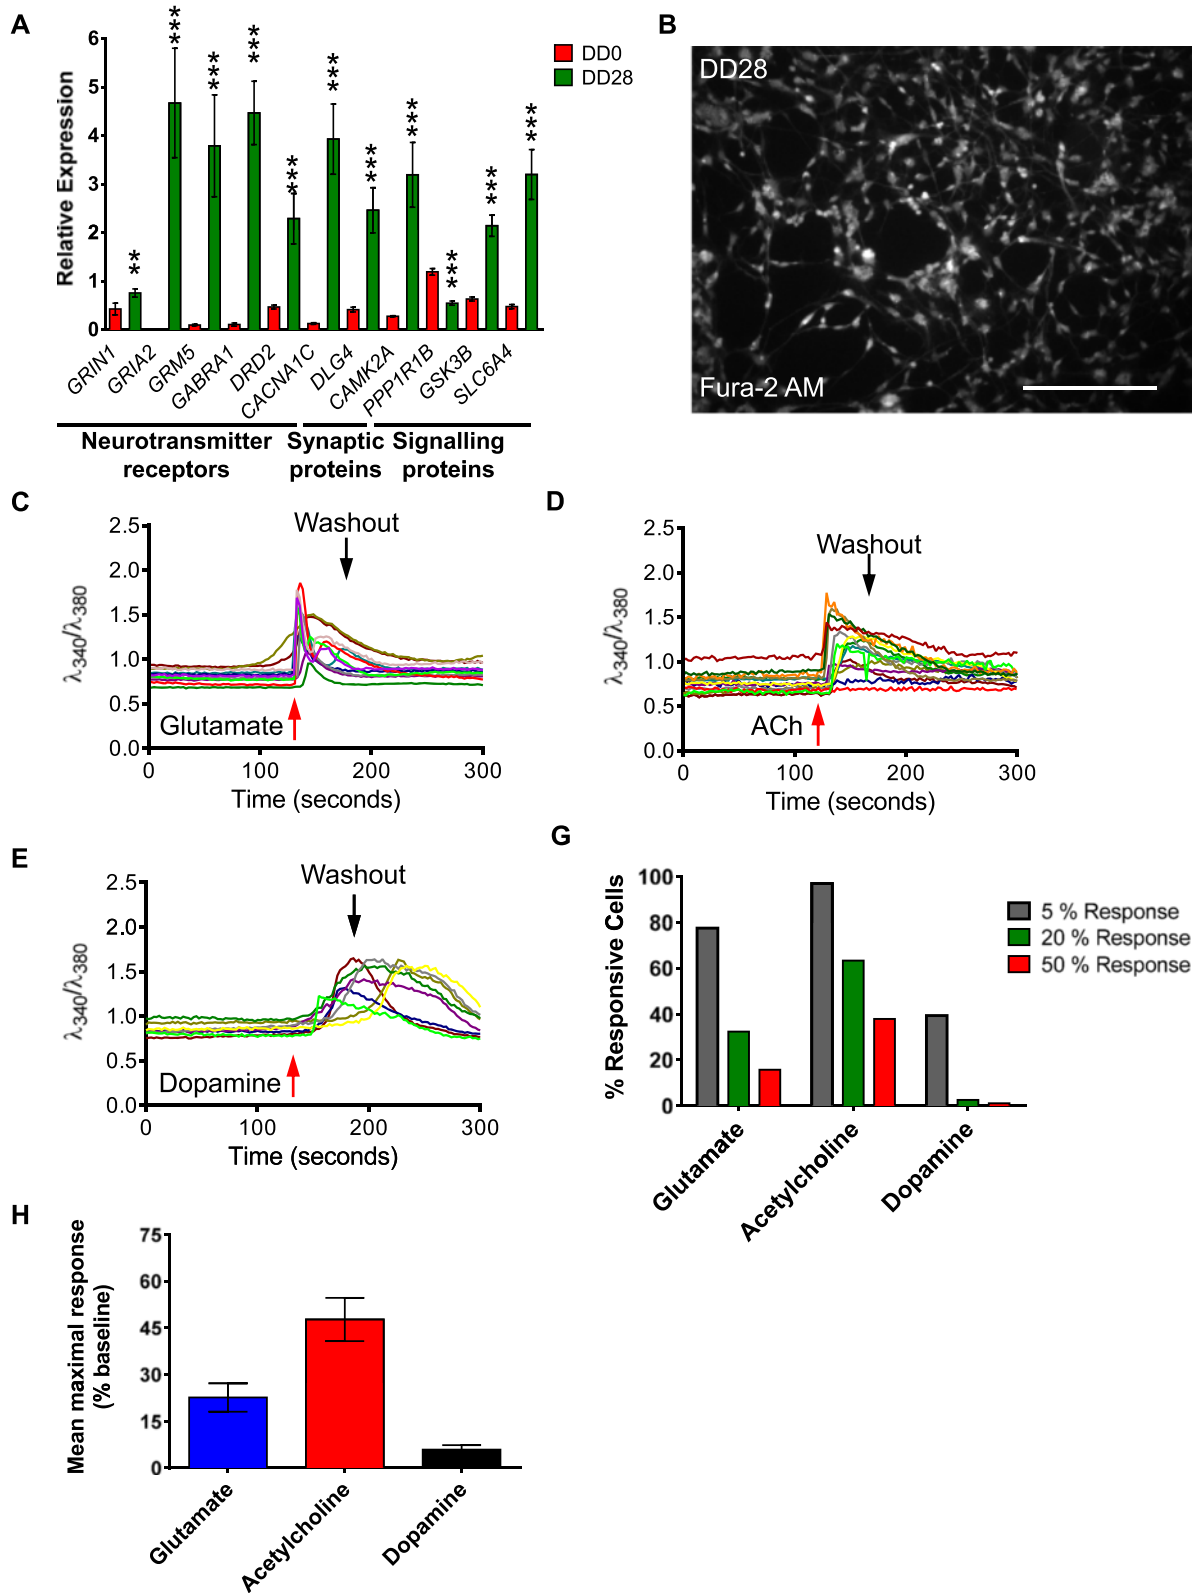 A
6
5
4
3
2
1
0
Relative Expression
***
***
***
***
***
***
***
***
***
***
**
DD0
DD28
GRIN1
GRIA2
GRM5
GABRA1
DRD2
CACNA1C
DLG4
CAMK2A
PPP1R1B
GSK3B
SLC6A4
Neurotransmitter
receptors
Synaptic
proteins
Signalling
proteins
B
DD28
Fura-2 AM
C
2.5
2.0
1.5
1.0
0.5
0.0
λ340/λ380
Washout
Glutamate
0 100 200 300
Time (seconds)
D
2.5
2.0
1.5
1.0
0.5
0.0
λ340/λ380
Washout
ACh
0 100 200 300
Time (seconds)
E
2.5
2.0
1.5
1.0
0.5
0.0
λ340/λ380
Washout
Dopamine
0 100 200 300
Time (seconds)
G
100
80
60
40
20
0
% Responsive Cells
5 % Response
20 % Response
50 % Response
Glutamate
Acetylcholine
Dopamine
H
75
60
45
30
15
0
Mean maximal response
(% baseline)
Glutamate
Acetylcholine
Dopamine